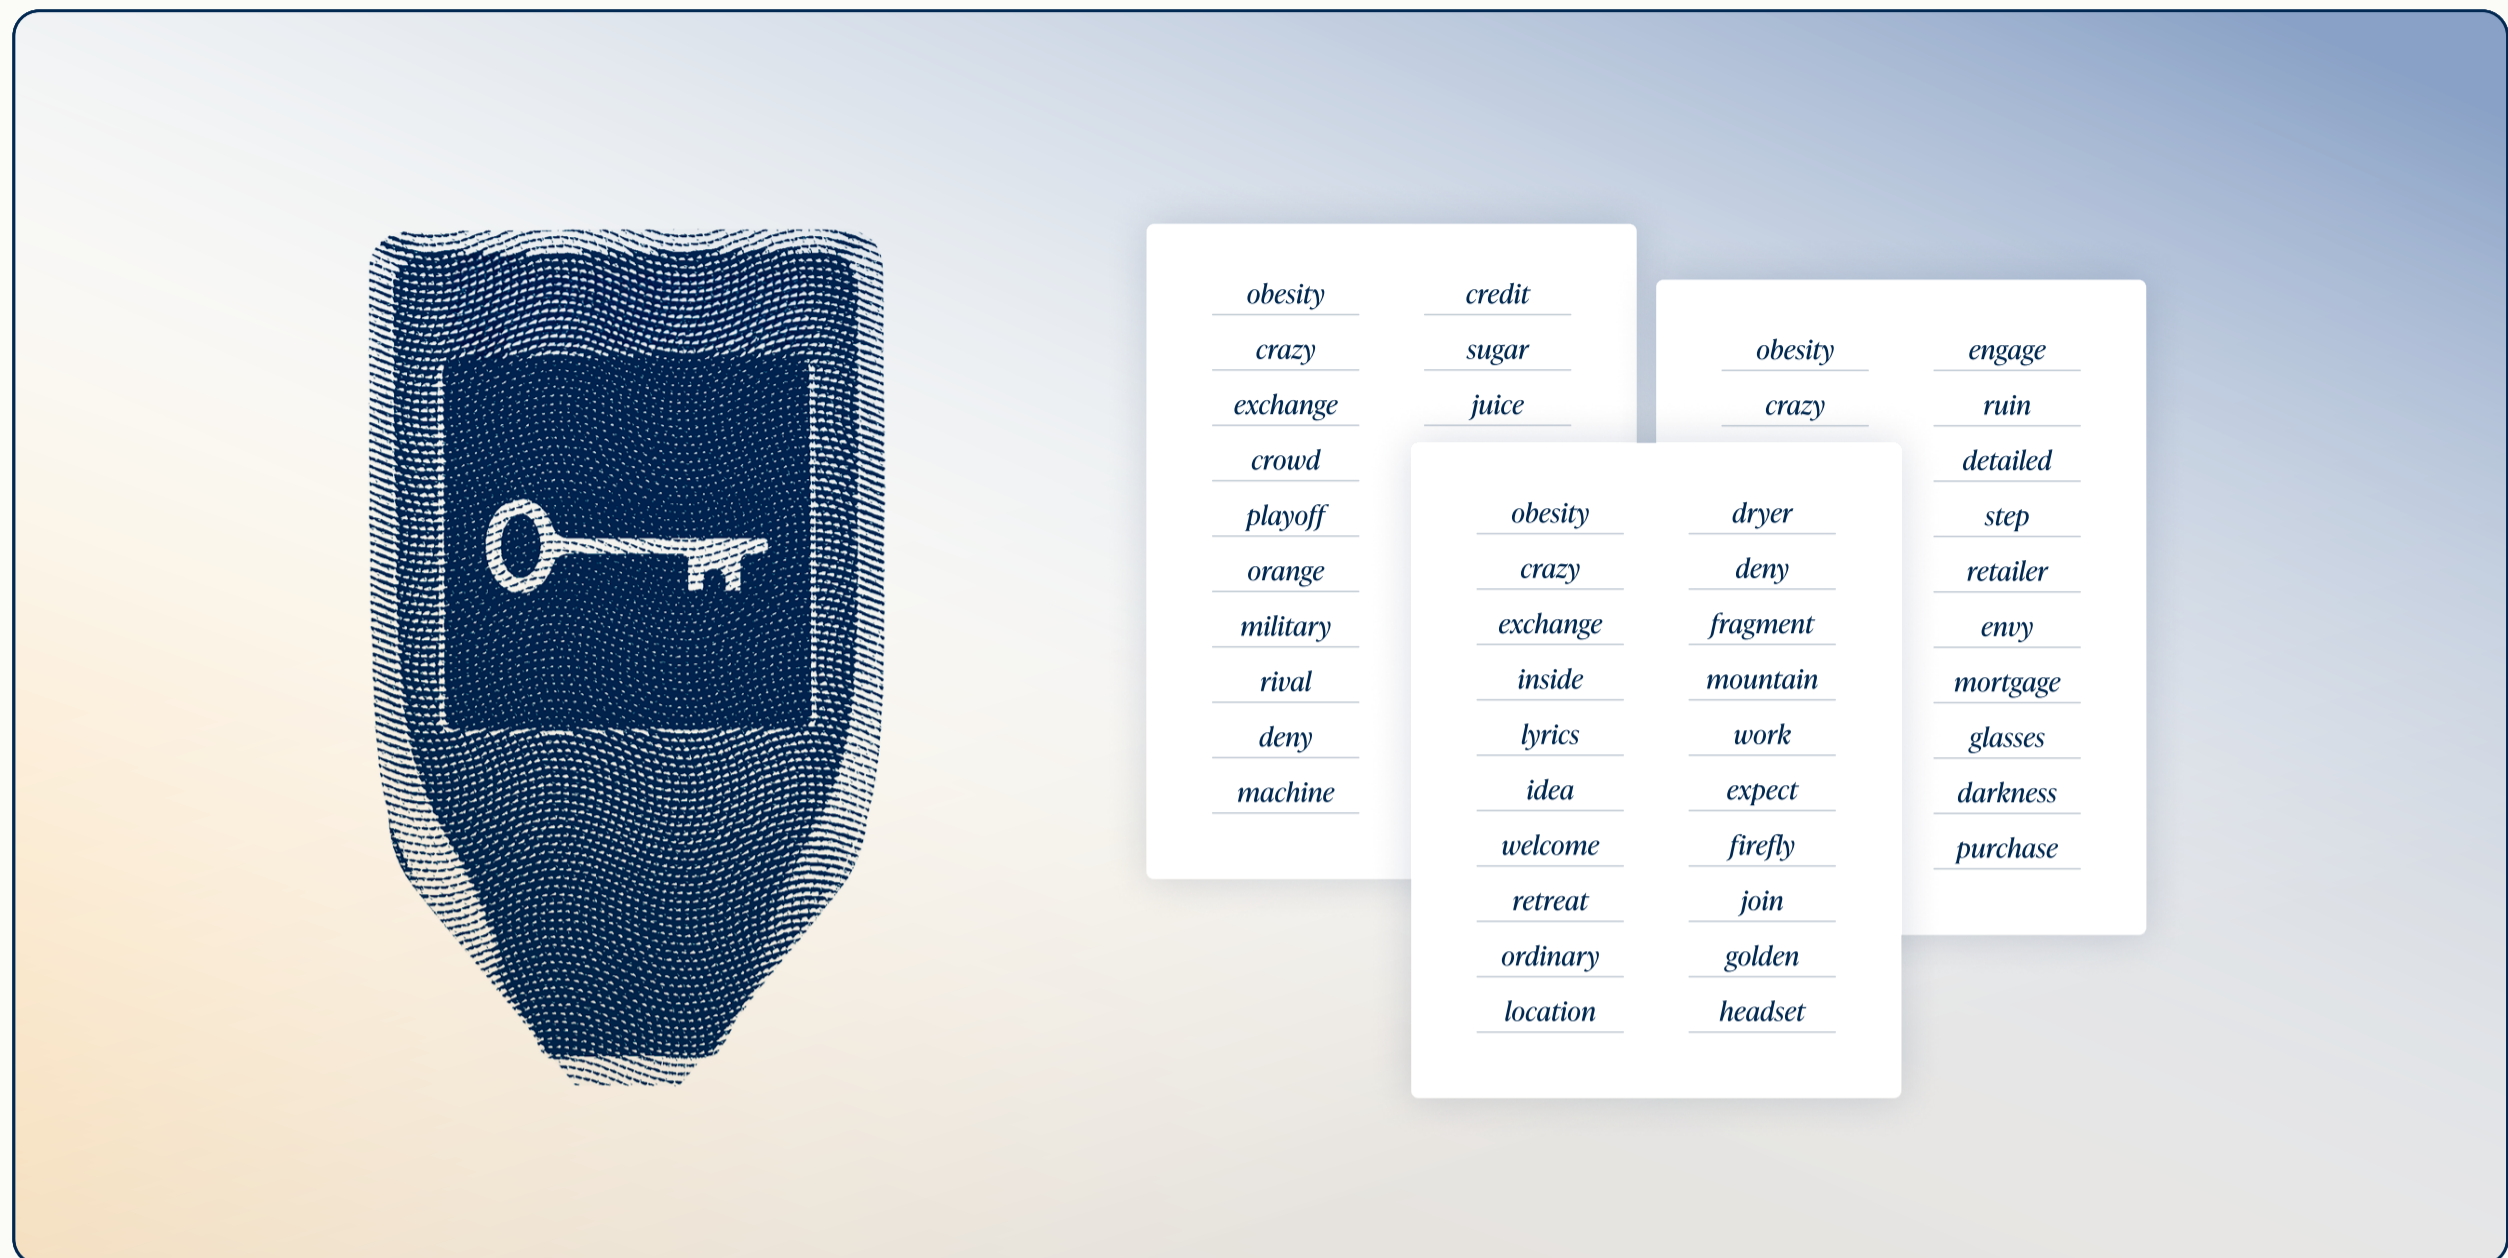 obesity credit
crazy sugar
exchange juice
crowd
playoff
orange
military
rival
deny
machine
obesity dryer
crazy deny
exchange fragment
inside mountain
lyrics work
idea expect
welcome firefly
retreat join
ordinary golden
location headset
obesity engage
crazy ruin
detailed
step
retailer
envy
mortgage
glasses
darkness
purchase